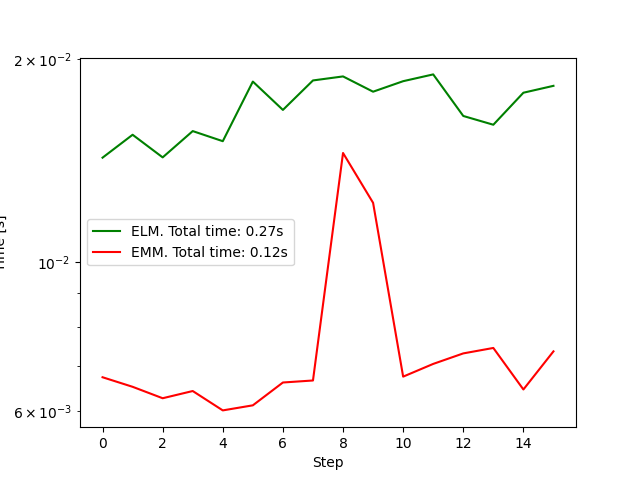 2 × 10⁻²
10⁻²
6 × 10⁻³
Time [s]
ELM. Total time: 0.27s
EMM. Total time: 0.12s
0 2 4 6 8 10 12 14
Step